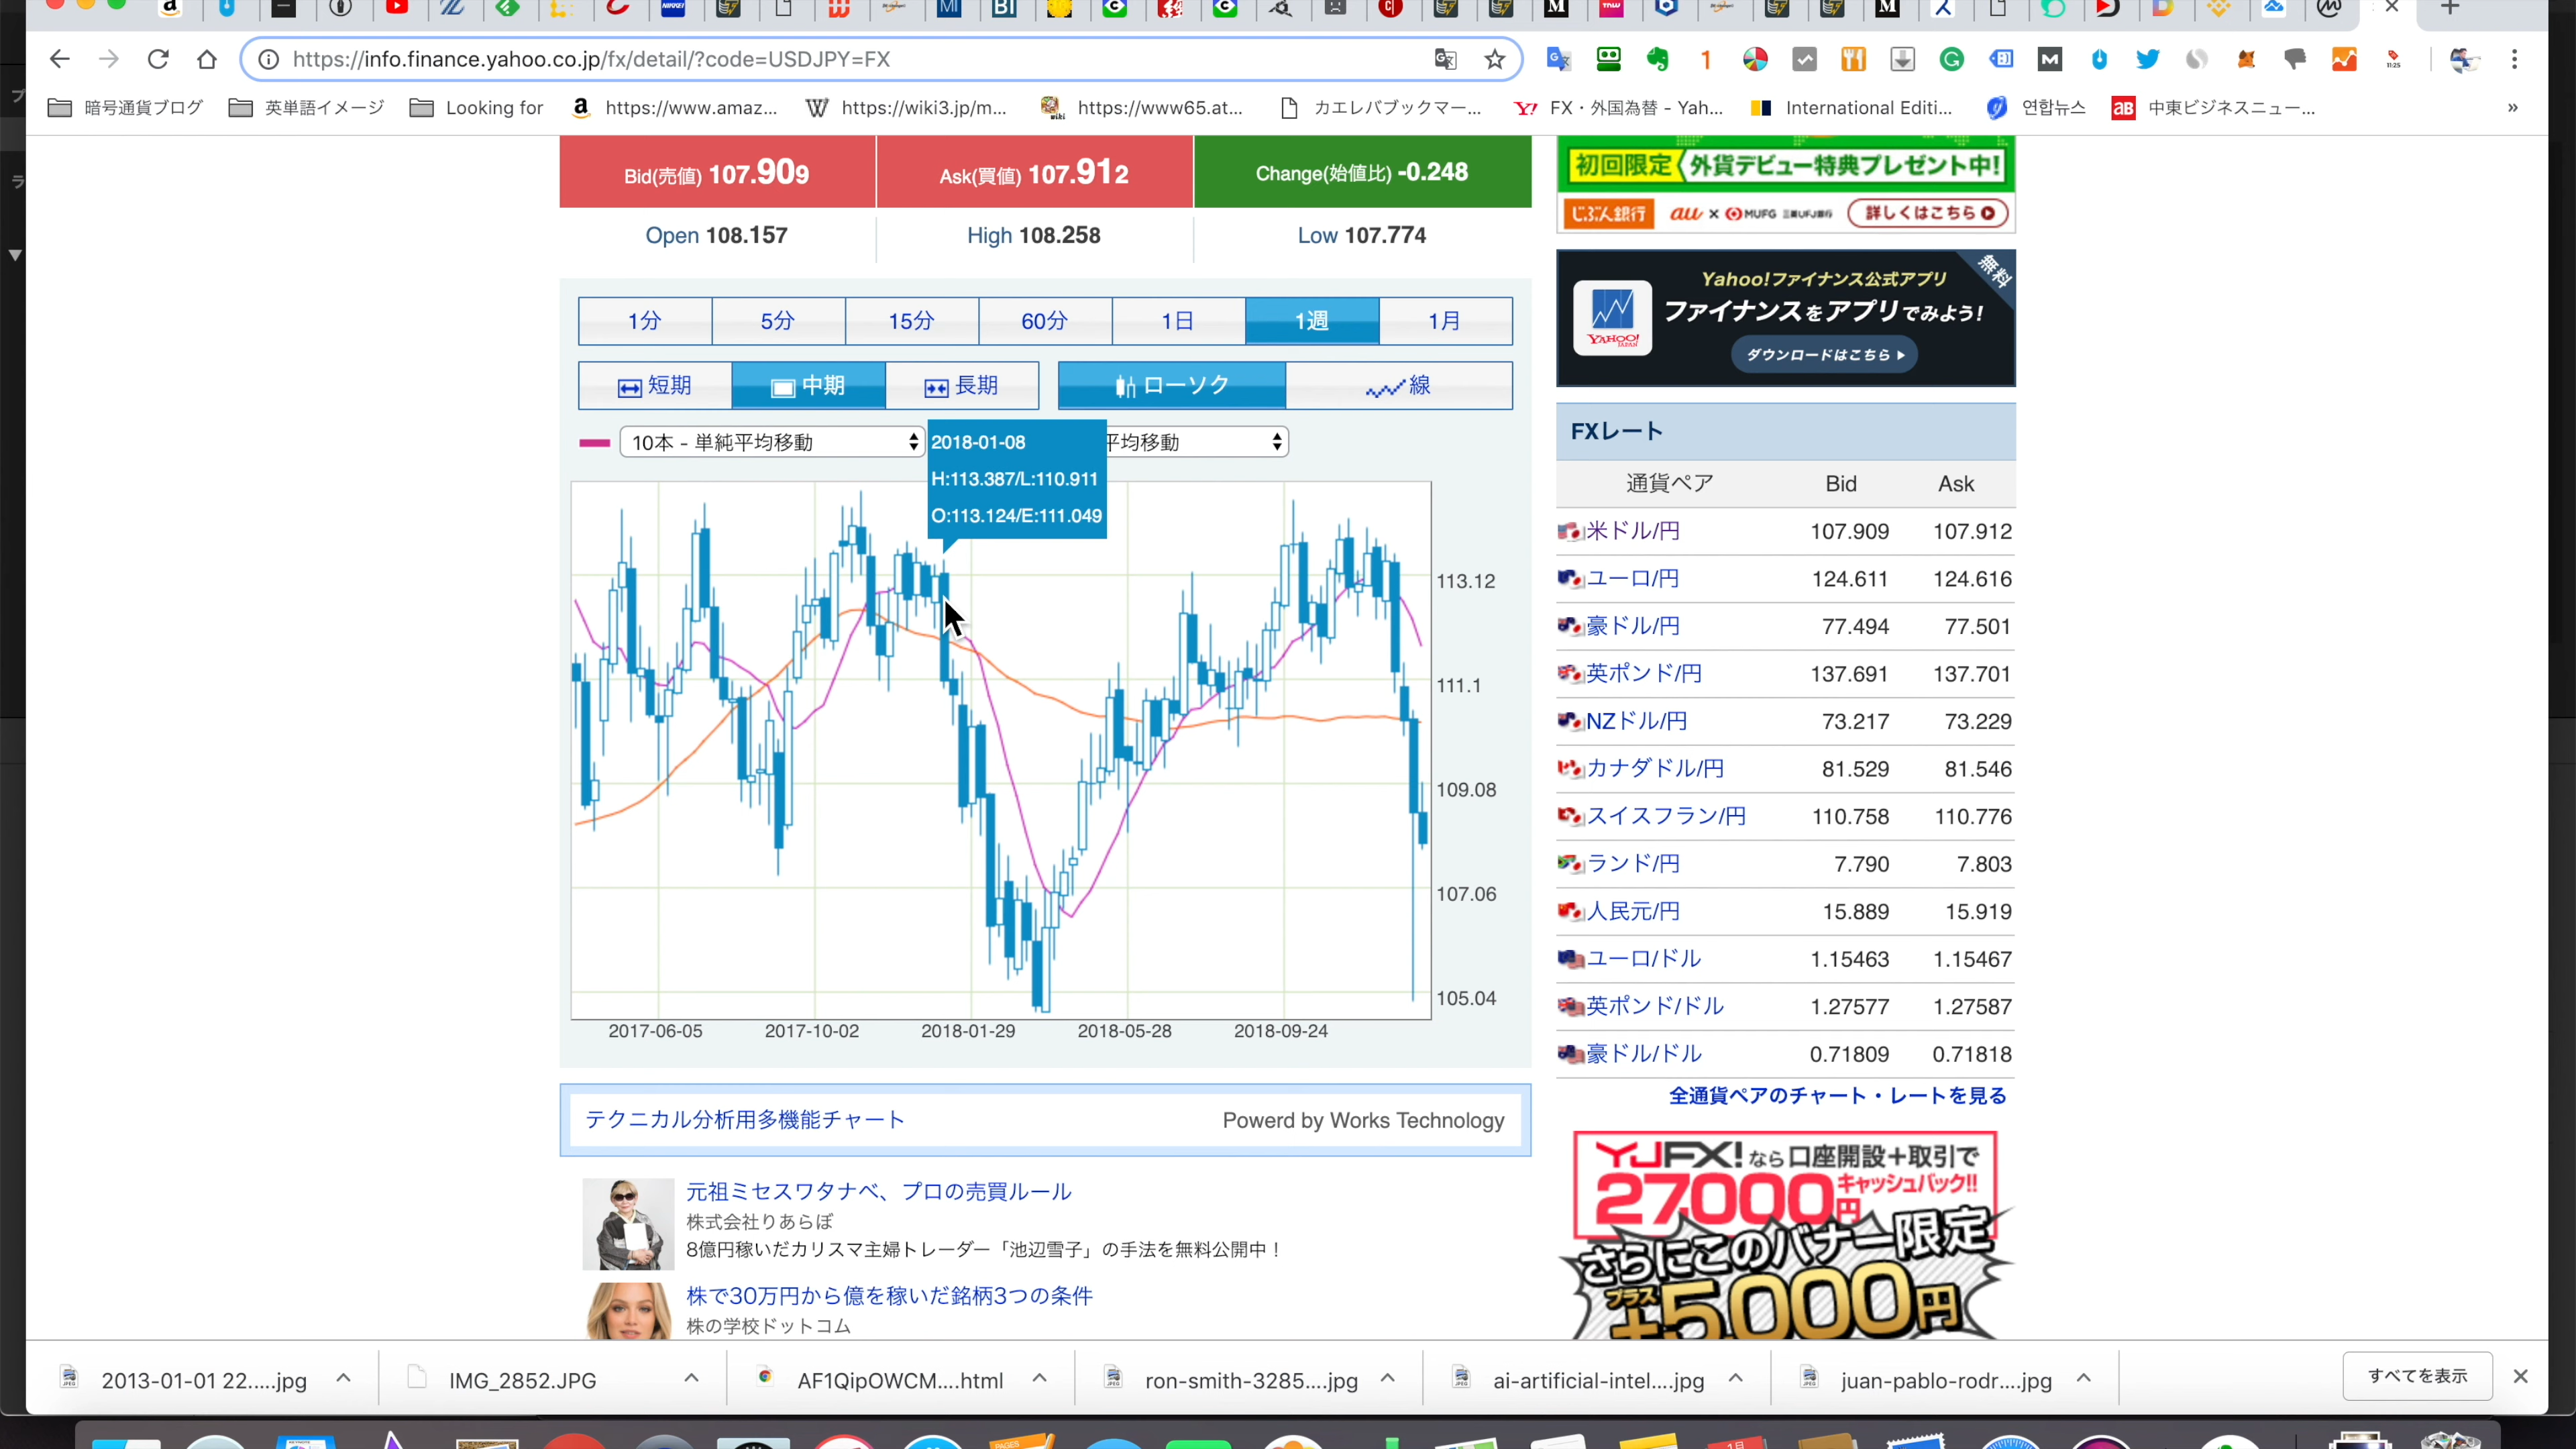 https://info.finance.yahoo.co.jp/fx/detail/?code=USDJPY=FX
暗号通貨ブログ
英単語イメージ
Looking for
https://www.amaz...
https://wiki3.jp/m...
https://www65.at...
カエレバブックマー...
FX・外国為替 - Yah...
International Editi...
연합뉴스
中東ビジネスニュー...
»
Bid(売値) 107.909
Ask(買値) 107.912
Change(始値比) -0.248
Open 108.157
High 108.258
Low 107.774
1分
5分
15分
60分
1日
1週
1月
短期
中期
長期
ローソク
線
10本 - 単純平均移動
平均移動
2018-01-08
H:113.387/L:110.911
O:113.124/E:111.049
113.12
111.1
109.08
107.06
105.04
2017-06-05
2017-10-02
2018-01-29
2018-05-28
2018-09-24
テクニカル分析用多機能チャート
Powerd by Works Technology
元祖ミセスワタナベ、プロの売買ルール
株式会社りあらぼ
8億円稼いだカリスマ主婦トレーダー「池辺雪子」の手法を無料公開中！
株で30万円から億を稼いだ銘柄3つの条件
株の学校ドットコム
初回限定 外貨デビュー特典プレゼント中!
じぶん銀行 au × MUFG 三菱UFJ銀行 詳しくはこちら
無料
Yahoo!ファイナンス公式アプリ
ファイナンスをアプリでみよう!
YAHOO!
JAPAN
ダウンロードはこちら
FXレート
通貨ペア Bid Ask
米ドル/円 107.909 107.912
ユーロ/円 124.611 124.616
豪ドル/円 77.494 77.501
英ポンド/円 137.691 137.701
NZドル/円 73.217 73.229
カナダドル/円 81.529 81.546
スイスフラン/円 110.758 110.776
ランド/円 7.790 7.803
人民元/円 15.889 15.919
ユーロ/ドル 1.15463 1.15467
英ポンド/ドル 1.27577 1.27587
豪ドル/ドル 0.71809 0.71818
全通貨ペアのチャート・レートを見る
YJFX!なら口座開設+取引で
27000円キャッシュバック!!
さらにこのバナー限定
プラス
+5,000円
2013-01-01 22.....jpg
IMG_2852.JPG
AF1QipOWCM....html
ron-smith-3285....jpg
ai-artificial-intel....jpg
juan-pablo-rodr....jpg
すべてを表示